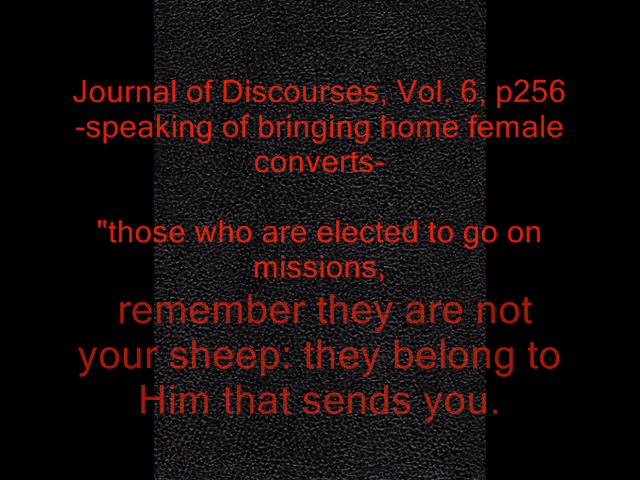 Journal of Discourses, Vol. 6, p256
-speaking of bringing home female
converts-
"those who are elected to go on
missions,
remember they are not
your sheep: they belong to
Him that sends you.